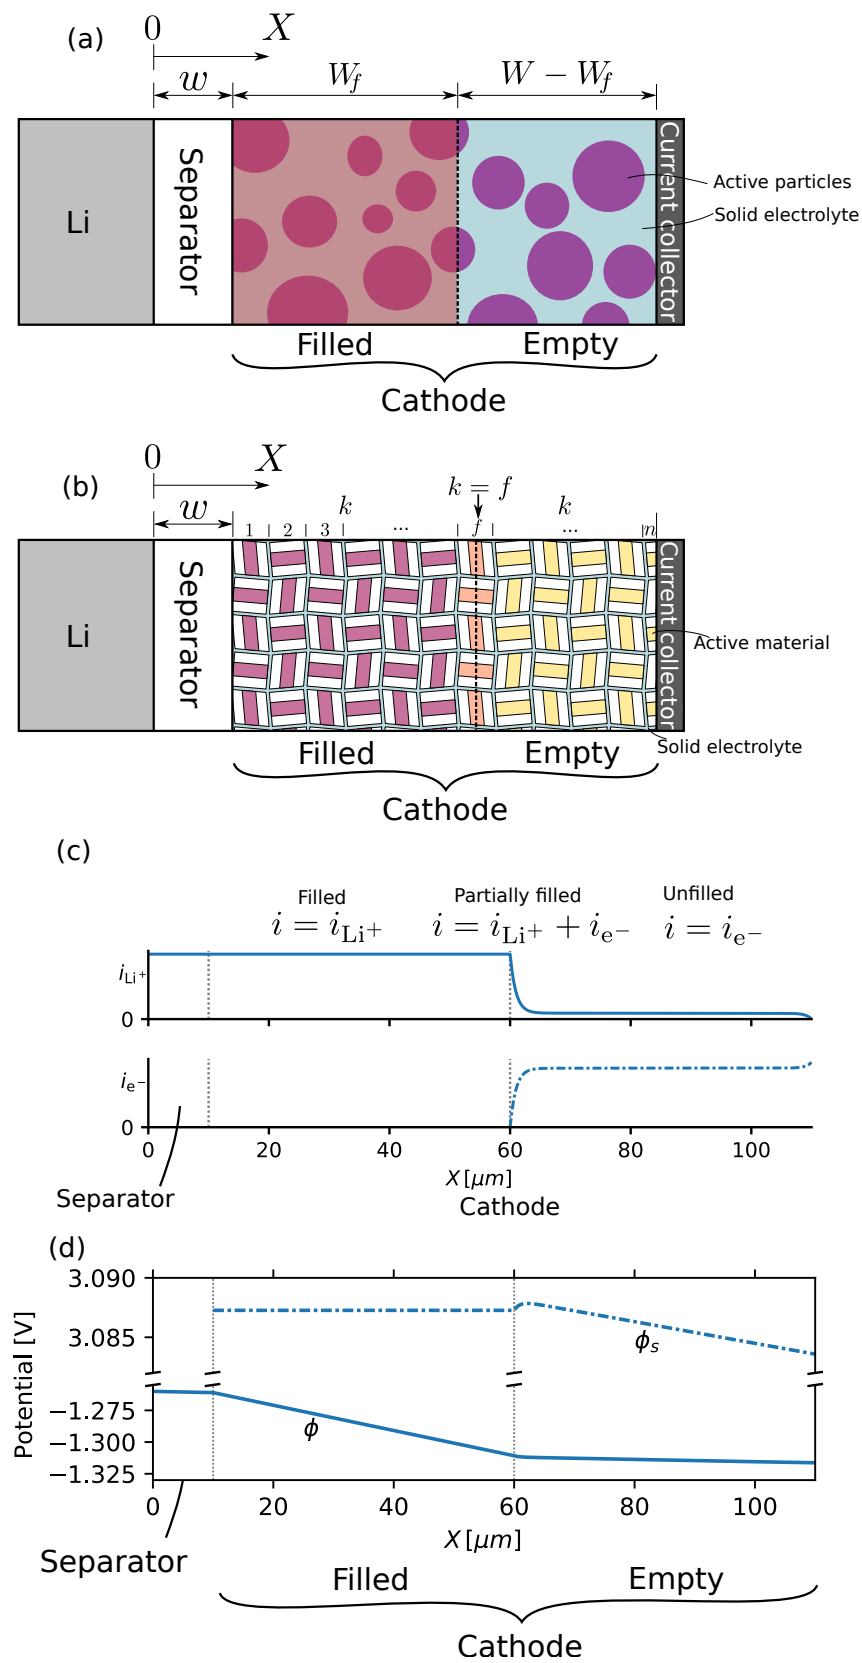 (a)
0
X
w
W_f
W − W_f
Li
Separator
Current collector
Active particles
Solid electrolyte
Filled
Empty
Cathode
(b)
0
X
w
k
k = f
k
1 2 3 ... f ... n
Li
Separator
Current collector
Active material
Solid electrolyte
Filled
Empty
Cathode
(c)
Filled
Partially filled
Unfilled
i = i_Li⁺
i = i_Li⁺ + i_e⁻
i = i_e⁻
i_Li⁺
0
i_e⁻
0
0 20 40 60 80 100
X [μm]
Separator
Cathode
(d)
Potential [V]
3.090
3.085
ϕ_s
−1.275
−1.300
−1.325
ϕ
0 20 40 60 80 100
X [μm]
Separator
Filled
Empty
Cathode